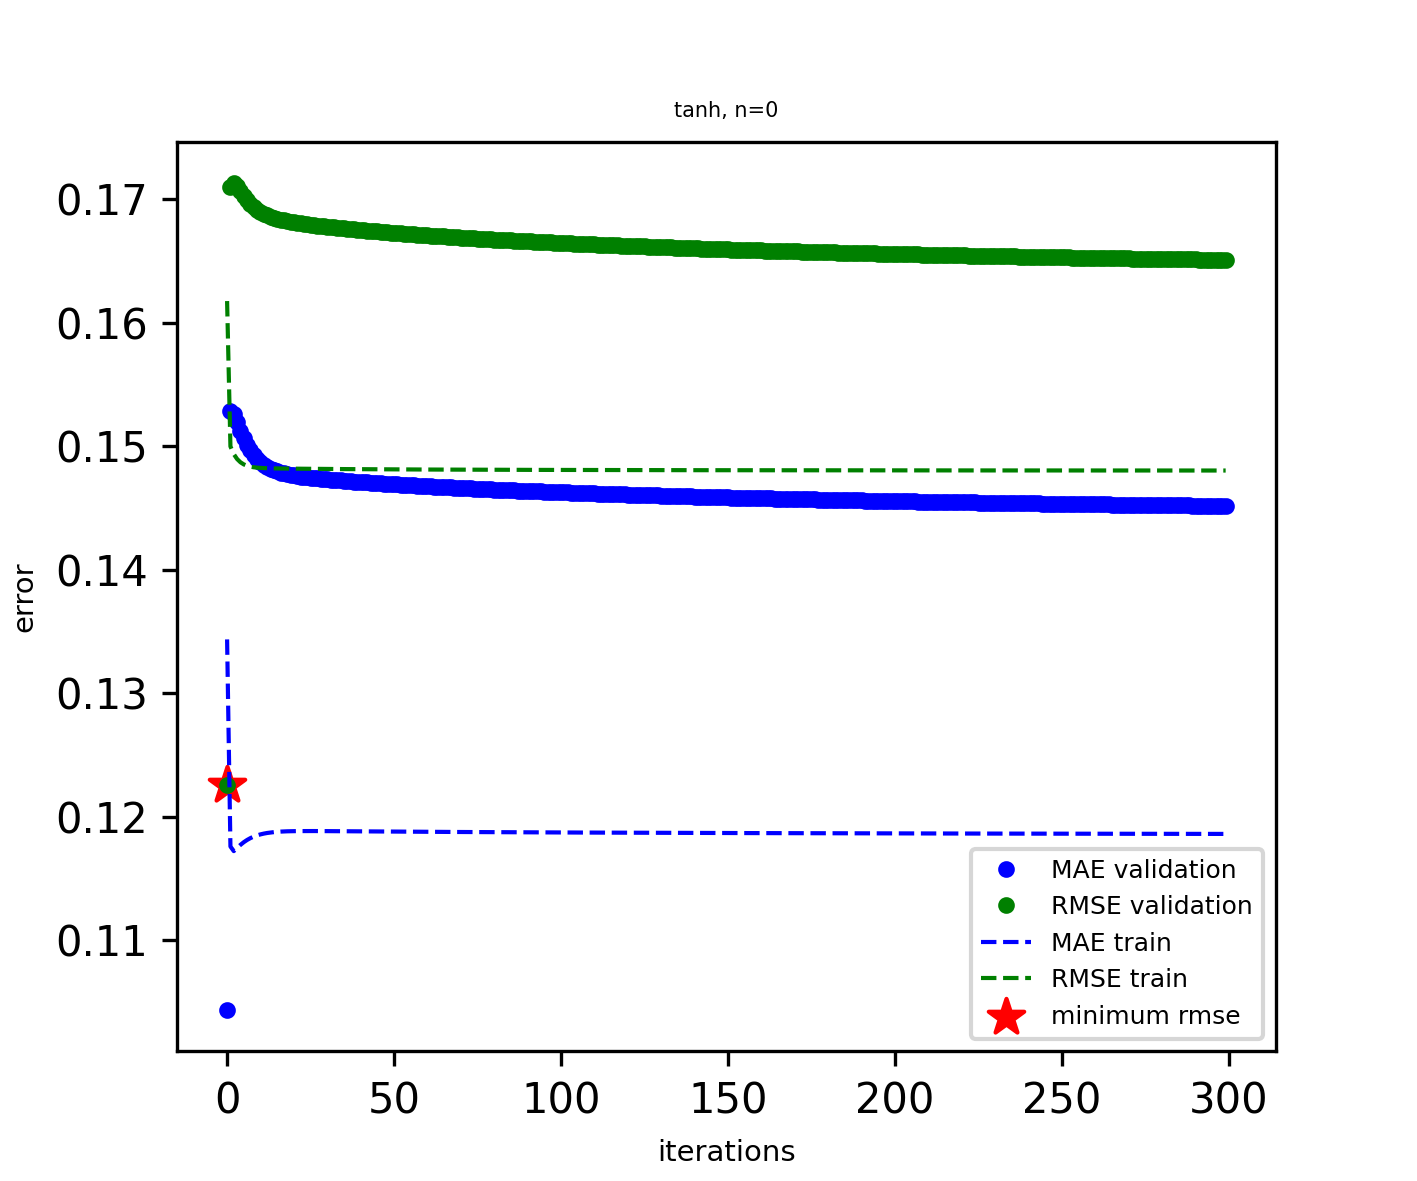 tanh, n=0
0.17
0.16
0.15
0.14
0.13
0.12
0.11
error
0 50 100 150 200 250 300
iterations
MAE validation
RMSE validation
MAE train
RMSE train
minimum rmse